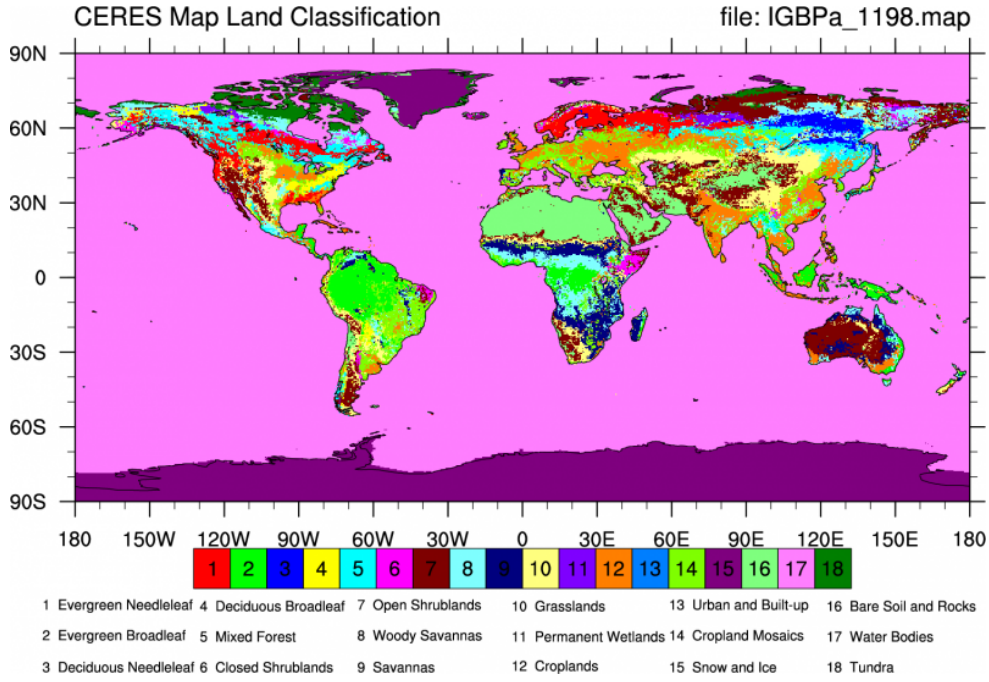 CERES Map Land Classification file: IGBPa_1198.map
90N
60N
30N
0
30S
60S
90S
180 150W 120W 90W 60W 30W 0 30E 60E 90E 120E 150E 180
1 2 3 4 5 6 7 8 9 10 11 12 13 14 15 16 17 18
1 Evergreen Needleleaf 4 Deciduous Broadleaf 7 Open Shrublands 10 Grasslands 13 Urban and Built-up 16 Bare Soil and Rocks
2 Evergreen Broadleaf 5 Mixed Forest 8 Woody Savannas 11 Permanent Wetlands 14 Cropland Mosaics 17 Water Bodies
3 Deciduous Needleleaf 6 Closed Shrublands 9 Savannas 12 Croplands 15 Snow and Ice 18 Tundra